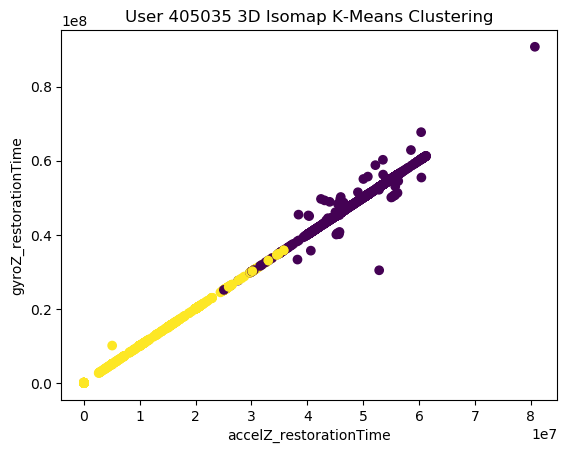 User 405035 3D Isomap K-Means Clustering
1e8
0.8
0.6
0.4
0.2
0.0
gyroZ_restorationTime
0 1 2 3 4 5 6 7 8
1e7
accelZ_restorationTime